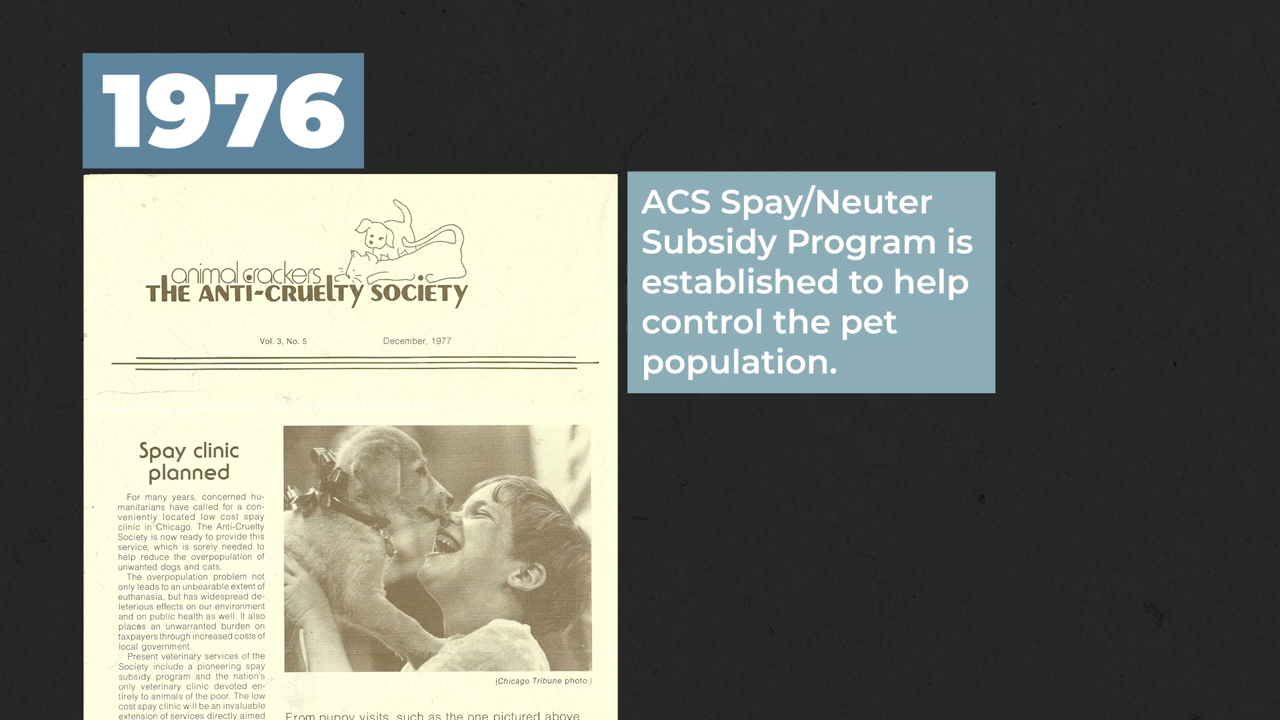 1976
ACS Spay/Neuter
Subsidy Program is
established to help
control the pet
population.
animal crackers
THE ANTI-CRUELTY SOCIETY
Vol. 3, No. 5 December, 1977
Spay clinic
planned
For many years, concerned hu-
manitarians have called for a con-
veniently located low cost spay
clinic in Chicago. The Anti-Cruelty
Society is now ready to provide this
service, which is sorely needed to
help reduce the overpopulation of
unwanted dogs and cats.
The overpopulation problem not
only leads to an unbearable extent of
euthanasia, but has widespread de-
leterious effects on our environment
and on public health as well. It also
places an unwarranted burden on
taxpayers through increased costs of
local government.
Present veterinary services of the
Society include a pioneering spay
subsidy program and the nation's
only veterinary clinic devoted en-
tirely to animals of the poor. The low
cost spay clinic will be an invaluable
extension of services directly aimed
(Chicago Tribune photo.)
From puppy visits, such as the one pictured above